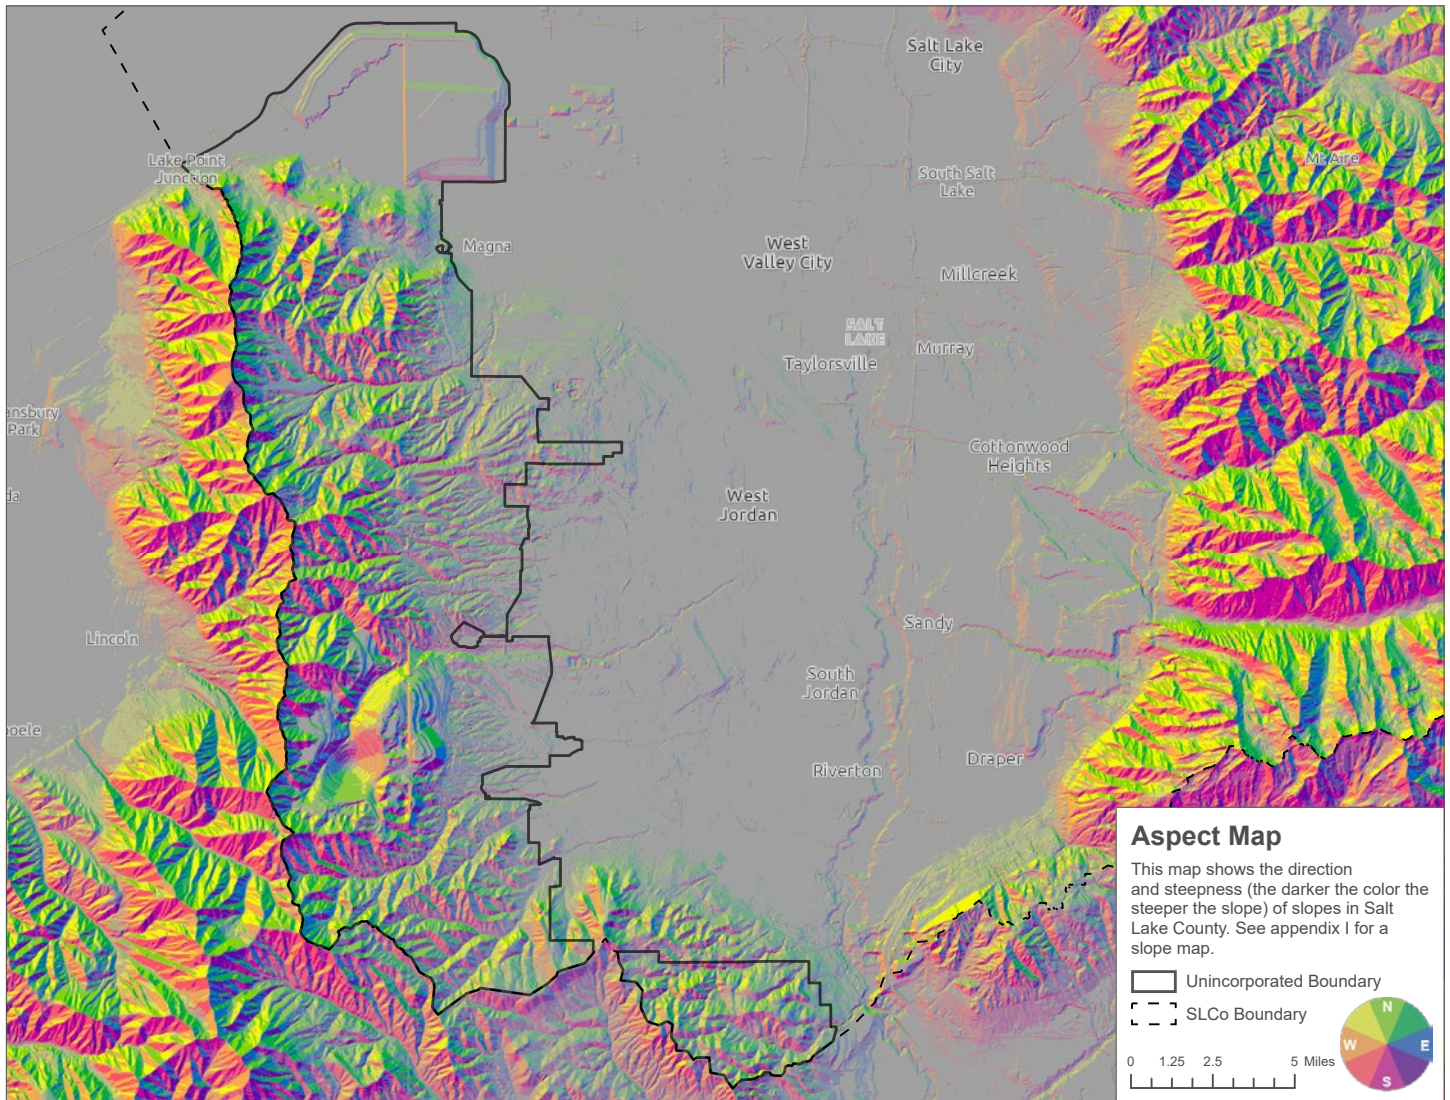 Salt Lake
City
Lake Point
Junction
Mt Aire
South Salt
Lake
Magna
West
Valley City
Millcreek
SALT
LAKE
Murray
Taylorsville
ansbury
Park
Cottonwood
Heights
da
West
Jordan
Sandy
Lincoln
South
Jordan
oele
Riverton
Draper
Aspect Map
This map shows the direction
and steepness (the darker the color the
steeper the slope) of slopes in Salt
Lake County. See appendix I for a
slope map.
Unincorporated Boundary
SLCo Boundary
N
W E
S
0 1.25 2.5 5 Miles